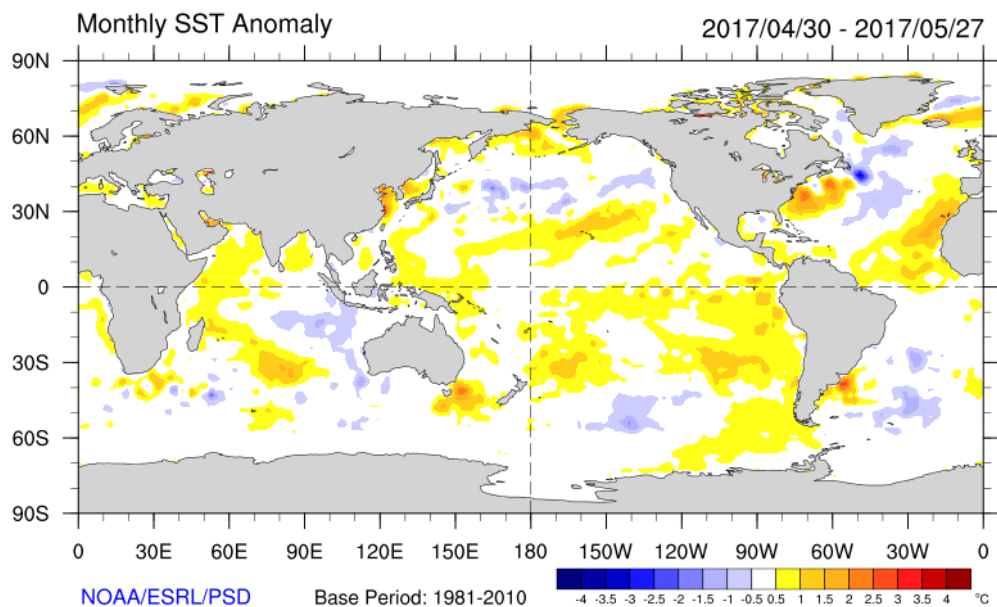 Monthly SST Anomaly 2017/04/30 - 2017/05/27
90N
60N
30N
0
30S
60S
90S
0 30E 60E 90E 120E 150E 180 150W 120W 90W 60W 30W 0
NOAA/ESRL/PSD Base Period: 1981-2010
-4 -3.5 -3 -2.5 -2 -1.5 -1 -0.5 0.5 1 1.5 2 2.5 3 3.5 4 °C